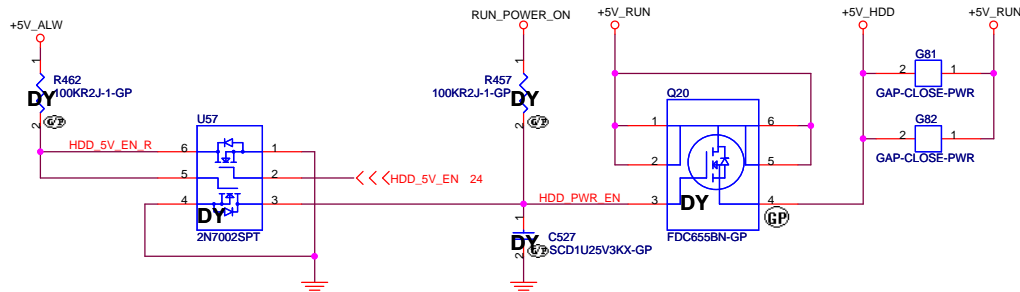 +5V_ALW
RUN_POWER_ON
+5V_RUN
+5V_HDD
+5V_RUN
1
R462
100KR2J-1-GP
DY
G/P
2
1
R457
100KR2J-1-GP
DY
G/P
2
G81
2
1
GAP-CLOSE-PWR
G82
2
1
GAP-CLOSE-PWR
U57
HDD_5V_EN_R
6
1
5
2
HDD_5V_EN 24
4
3
DY
2N7002SPT
Q20
1
6
2
5
HDD_PWR_EN
3
4
DY
GP
FDC655BN-GP
1
C527
DY
SCD1U25V3KX-GP
G/P
2